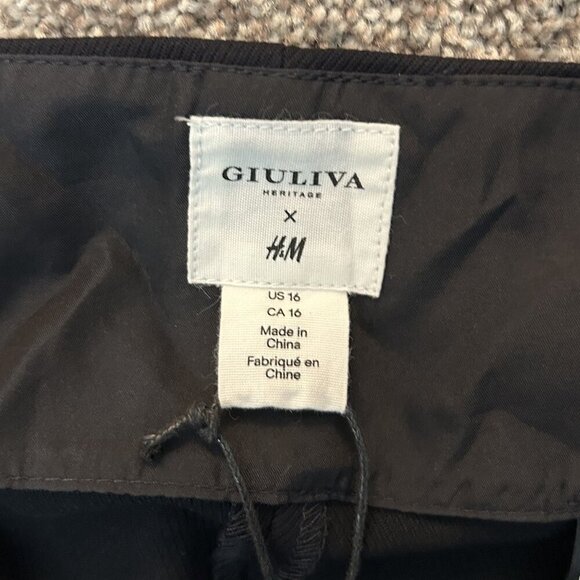 GIULIVA
HERITAGE
X
H&M
US 16
CA 16
Made in
China
Fabriqué en
Chine